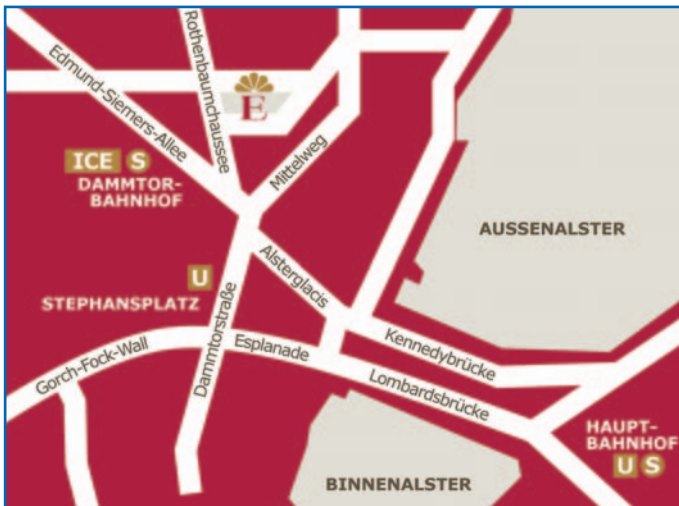 Rothenbaumchaussee
Edmund-Siemers-Allee
E
Mittelweg
ICE S
DAMMTOR-
BAHNHOF
AUSSENALSTER
U
STEPHANSPLATZ
Alsterglacis
Dammtorstraße
Gorch-Fock-Wall
Esplanade
Kennedybrücke
Lombardsbrücke
HAUPT-
BAHNHOF
U S
BINNENALSTER